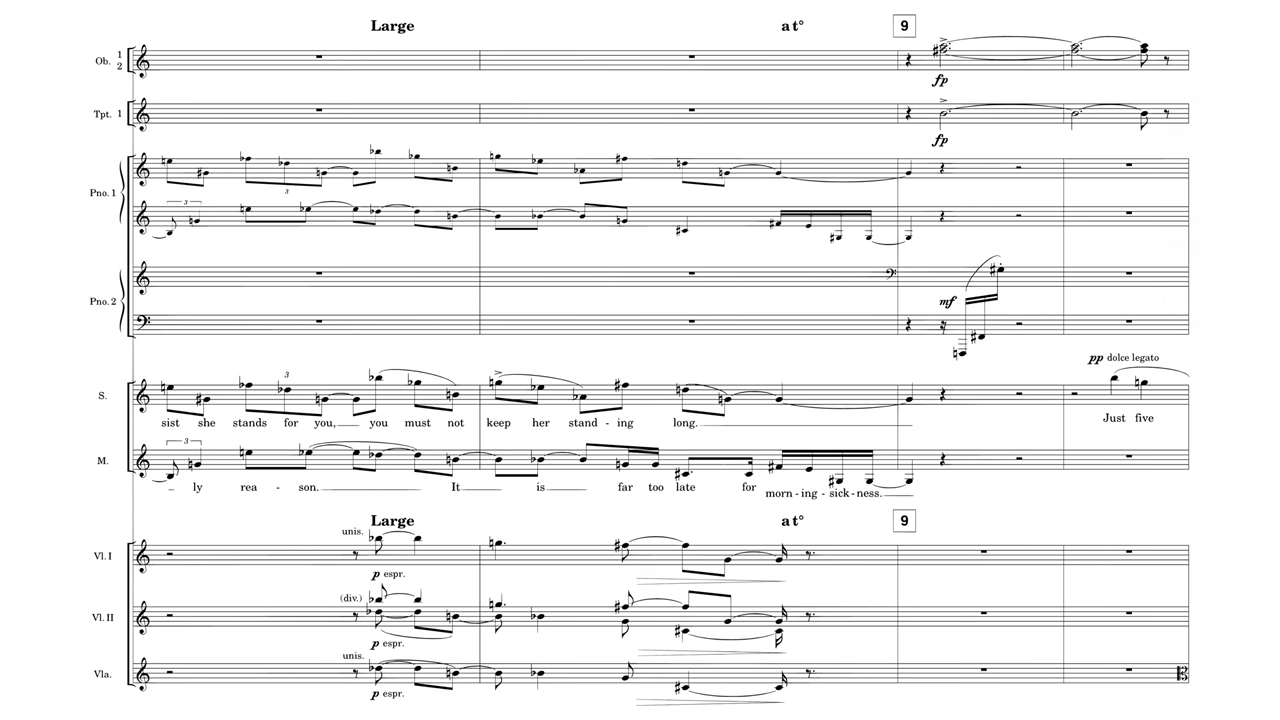 Large a t° 9
Ob. 1
2
fp
Tpt. 1
fp
Pno. 1
3
3
Pno. 2
mf
pp dolce legato
S.
3
sist she stands for you, you must not keep her stand - ing long. Just five
M.
3
ly rea - son. It is far too late for morn - ing - sick - ness.
Large a t° 9
unis.
Vl. I
p espr.
(div.)
Vl. II
p espr.
unis.
Vla.
p espr.